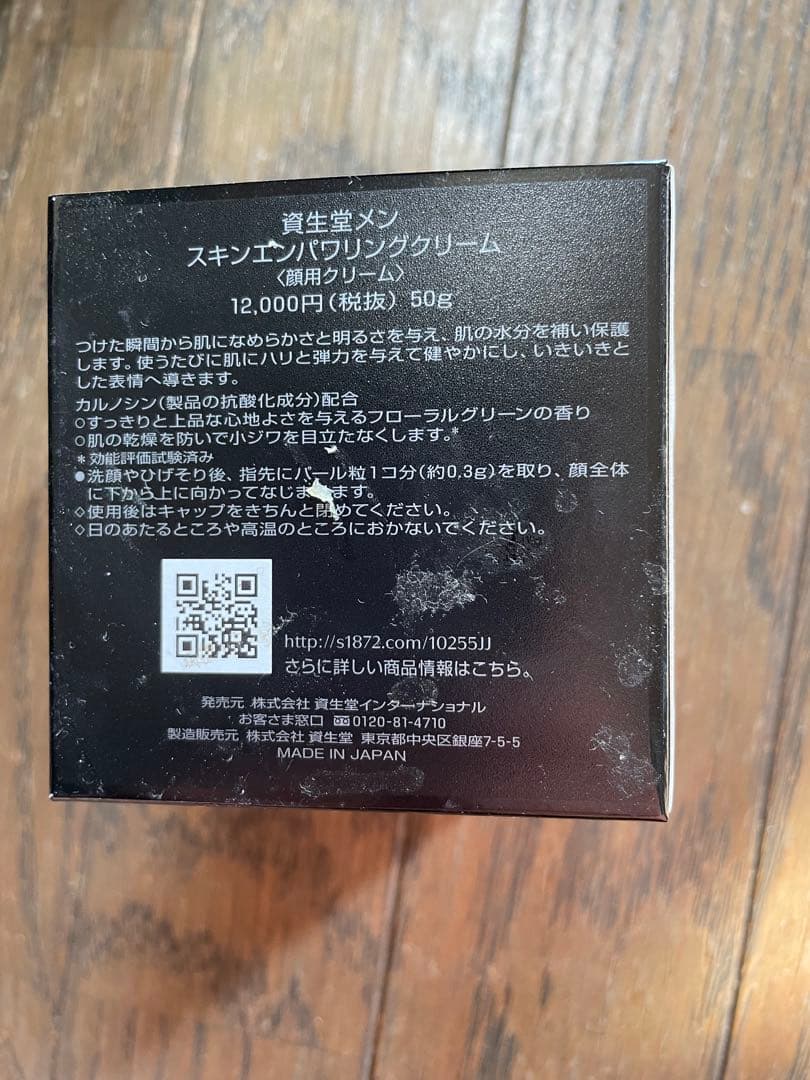 資生堂メン
スキンエンパワリングクリーム
〈顔用クリーム〉
12,000円(税抜) 50g
つけた瞬間から肌になめらかさと明るさを与え、肌の水分を補い保護
します。使うたびに肌にハリと弾力を与えて健やかにし、いきいきと
した表情へ導きます。
カルノシン(製品の抗酸化成分)配合
○すっきりと上品な心地よさを与えるフローラルグリーンの香り
○肌の乾燥を防いで小ジワを目立たなくします。*
*効能評価試験済み
●洗顔やひげそり後、指先にパール粒1コ分(約0.3g)を取り、顔全体
に下から上に向かってなじま ます。
◇使用後はキャップをきちんと閉めてください。
◇日のあたるところや高温のところにおかないでください。
http://s1872.com/10255JJ
さらに詳しい商品情報はこちら。
発売元 株式会社 資生堂インターナショナル
お客さま窓口 0120-81-4710
製造販売元 株式会社 資生堂 東京都中央区銀座7-5-5
MADE IN JAPAN